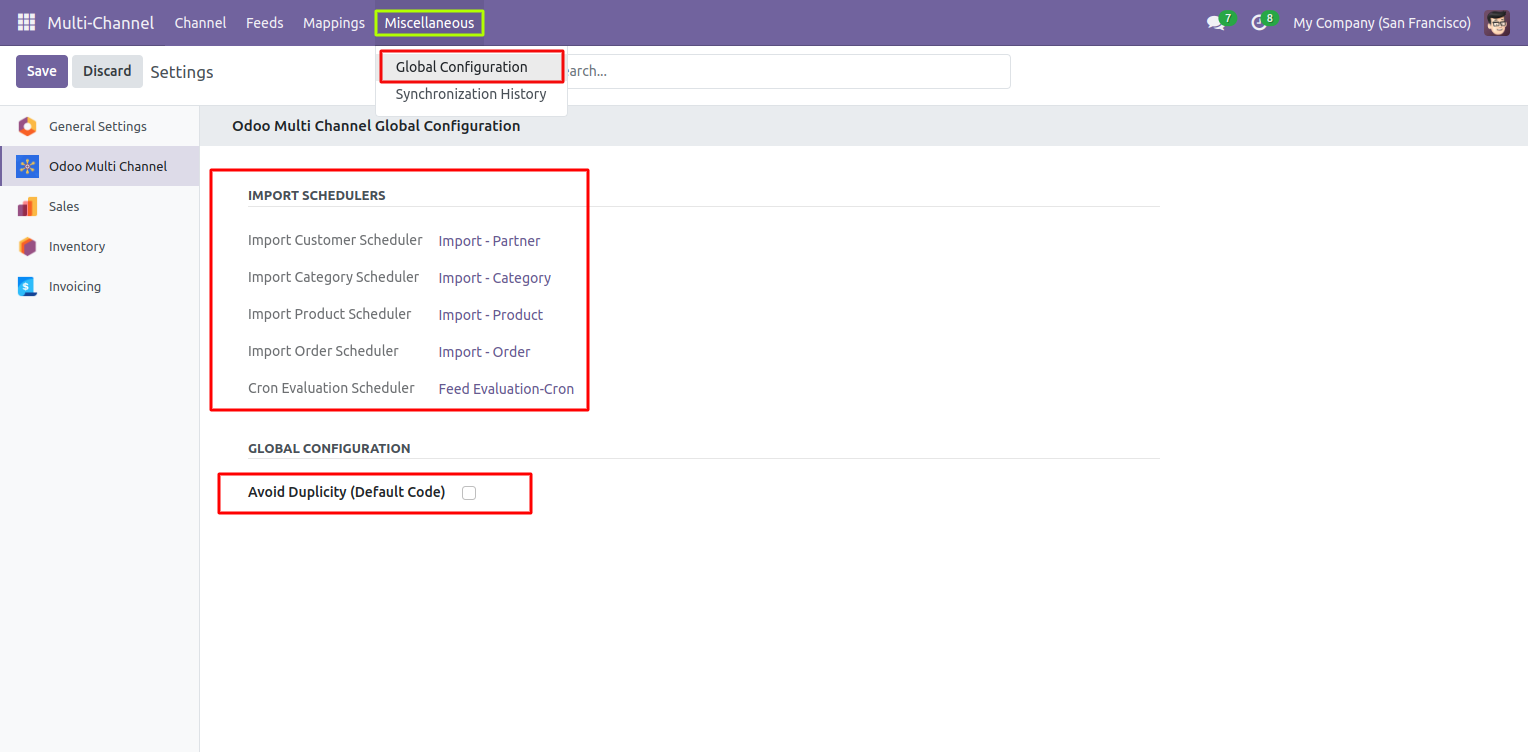 Multi-Channel Channel Feeds Mappings Miscellaneous 7 8 My Company (San Francisco)
Save Discard Settings Global Configuration arch...
Synchronization History
General Settings
Odoo Multi Channel
Sales
Inventory
Invoicing
Odoo Multi Channel Global Configuration
IMPORT SCHEDULERS
Import Customer Scheduler Import - Partner
Import Category Scheduler Import - Category
Import Product Scheduler Import - Product
Import Order Scheduler Import - Order
Cron Evaluation Scheduler Feed Evaluation-Cron
GLOBAL CONFIGURATION
Avoid Duplicity (Default Code)